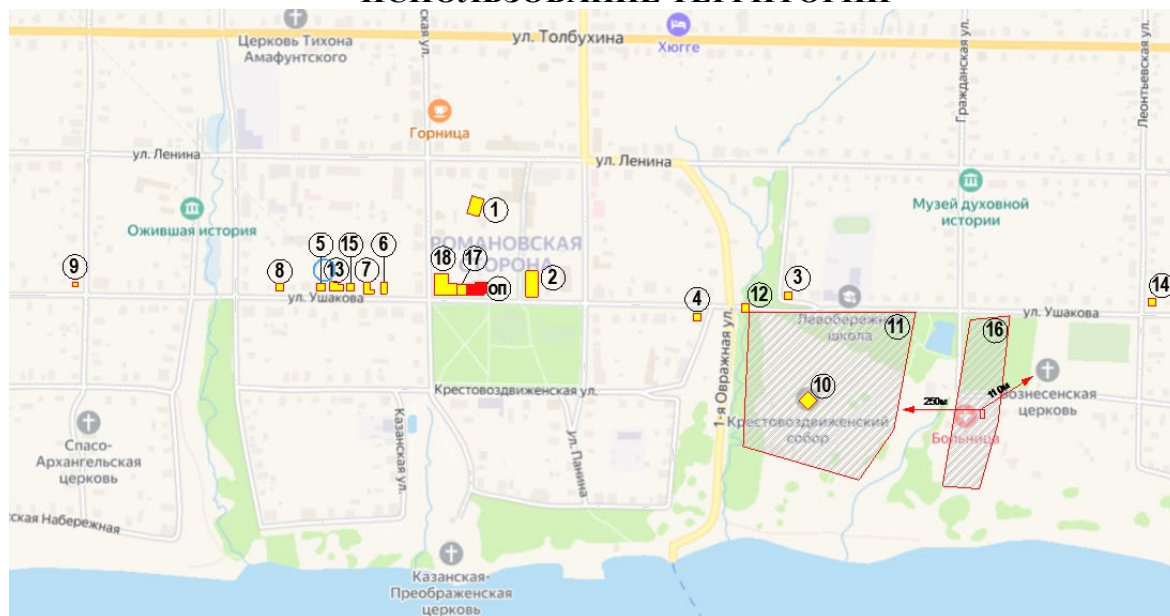 ИСПОЛЬЗОВАНИЕ ТЕРРИТОРИИ
Церковь Тихона
Амафунтского
Казанская ул.
ул. Толбухина
Хюгге
Гражданская ул.
Леонтьевская ул.
Горница
ул. Ленина
ул. Ленина
Ожившая история
Музей духовной
истории
1
РОМАНОВСКАЯ
СТОРОНА
9
8
5
13
15
7
6
18
17
оп
2
3
4
12
14
ул. Ушакова
ул. Ушакова
Левобережная
школа
11
16
1-я Овражная ул.
10
Крестовоздвиженский
собор
250м
110м
Больница
Вознесенская
церковь
Крестовоздвиженская ул.
Казанская ул.
ул. Панина
Спасо-
Архангельская
церковь
ская Набережная
Казанская-
Преображенская
церковь